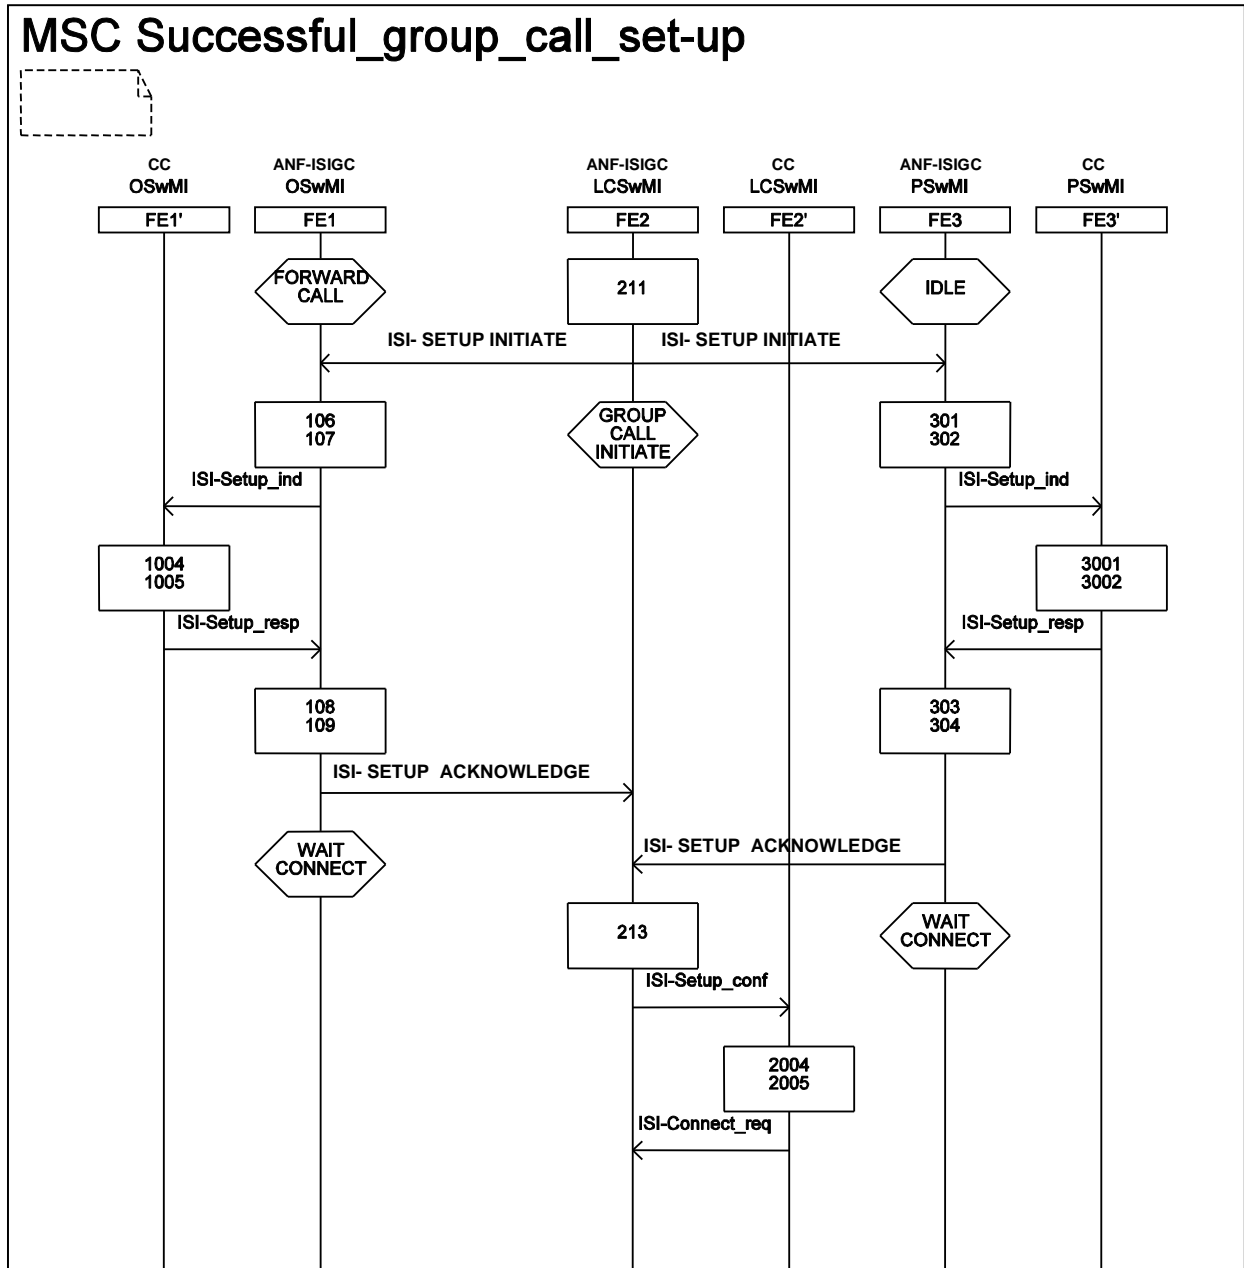 MSC Successful_group_call_set-up
CC
OSwMI
ANF-ISIGC
OSwMI
ANF-ISIGC
LCSwMI
CC
LCSwMI
ANF-ISIGC
PSwMI
CC
PSwMI
FE1'
FE1
FE2
FE2'
FE3
FE3'
FORWARD
CALL
211
IDLE
ISI- SETUP INITIATE
ISI- SETUP INITIATE
106
107
GROUP
CALL
INITIATE
301
302
ISI-Setup_ind
ISI-Setup_ind
1004
1005
3001
3002
ISI-Setup_resp
ISI-Setup_resp
108
109
303
304
ISI- SETUP ACKNOWLEDGE
WAIT
CONNECT
ISI- SETUP ACKNOWLEDGE
213
WAIT
CONNECT
ISI-Setup_conf
2004
2005
ISI-Connect_req